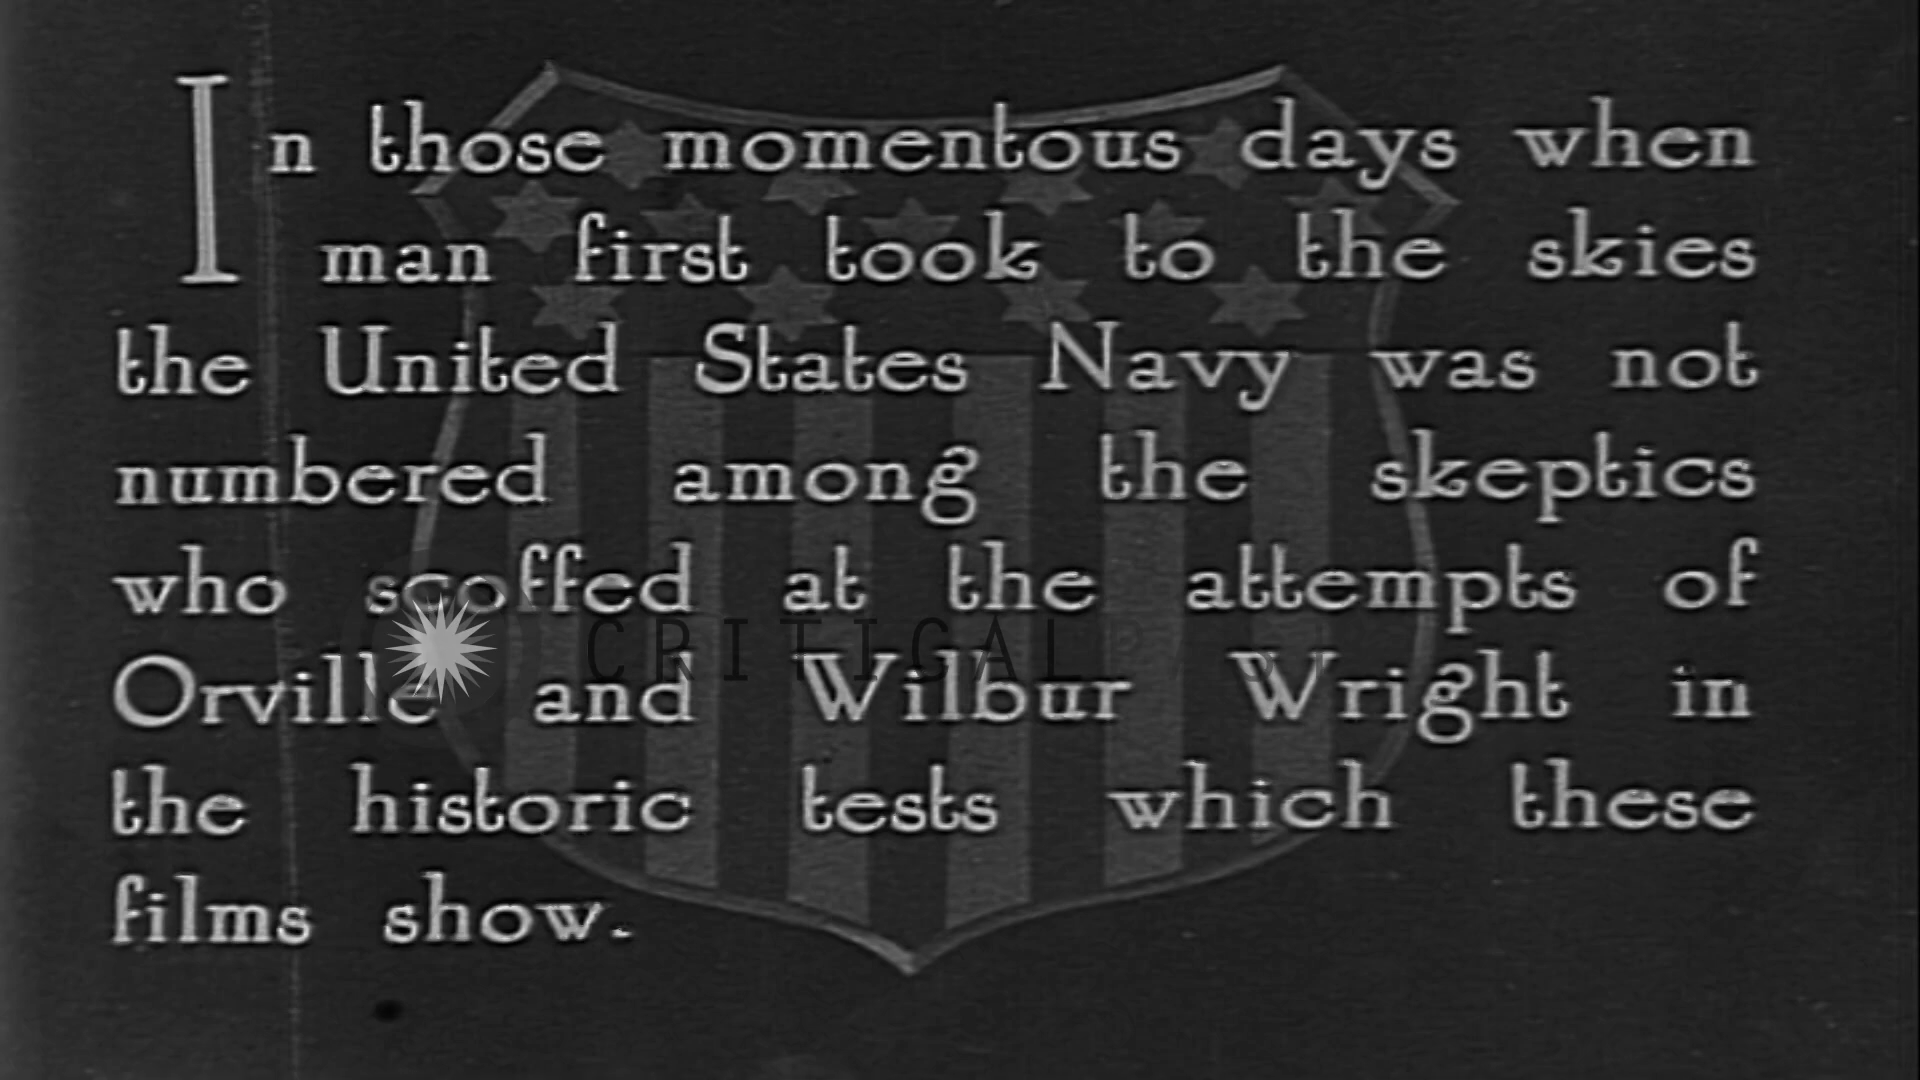 In those momentous days when
man first took to the skies
the United States Navy was not
numbered among the skeptics
who scoffed at the attempts of
Orville and Wilbur Wright in
the historic tests which these
films show.
CRITICAL